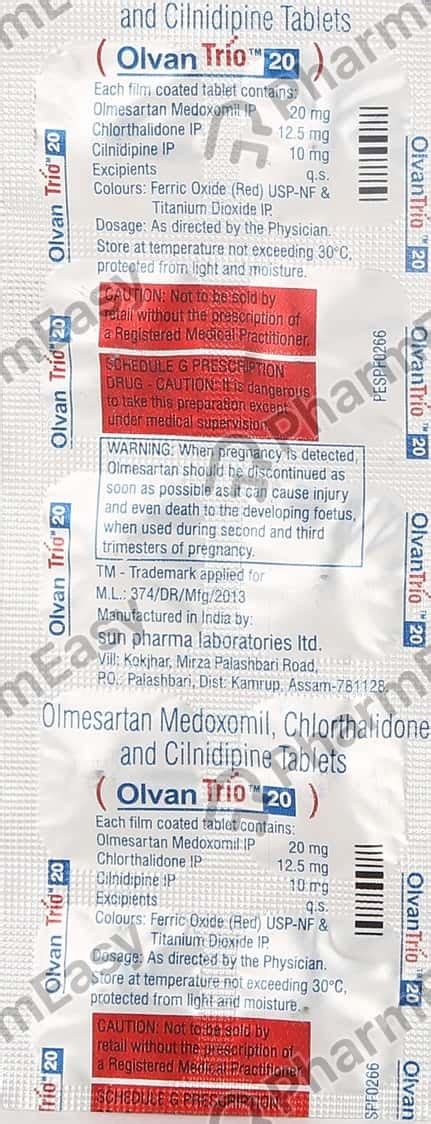 and Cilnidipine Tablets
( Olvan Trio™ 20 )
Each film coated tablet contains:
Olmesartan Medoxomil IP 20 mg
Chlorthalidone IP 12.5 mg
Cilnidipine IP 10 mg
Excipients q.s.
Colours: Ferric Oxide (Red) USP-NF &
Titanium Dioxide IP.
Dosage: As directed by the Physician.
Store at temperature not exceeding 30°C,
protected from light and moisture.
CAUTION: Not to be sold by
retail without the prescription of
a Registered Medical Practitioner.
SCHEDULE G PRESCRIPTION
DRUG - CAUTION: It is dangerous
to take this preparation except
under medical supervision.
WARNING: When pregnancy is detected,
Olmesartan should be discontinued as
soon as possible as it can cause injury
and even death to the developing foetus,
when used during second and third
trimesters of pregnancy.
TM - Trademark applied for
M.L.: 374/DR/Mfg/2013
Manufactured in India by:
sun pharma laboratories ltd.
Vill: Kokjhar, Mirza Palashbari Road,
P.O.: Palashbari, Dist. Kamrup, Assam-781128.
Olmesartan Medoxomil, Chlorthalidone
and Cilnidipine Tablets
( Olvan Trio™ 20 )
Each film coated tablet contains:
Olmesartan Medoxomil IP 20 mg
Chlorthalidone IP 12.5 mg
Cilnidipine IP 10 mg
Excipients q.s.
Colours: Ferric Oxide (Red) USP-NF &
Titanium Dioxide IP.
Dosage: As directed by the Physician.
Store at temperature not exceeding 30°C,
protected from light and moisture.
CAUTION: Not to be sold by
retail without the prescription of
a Registered Medical Practitioner.
SCHEDULE G PRESCRIPTION
Olvan Trio™ 20
Olvan Trio™ 20
Olvan Trio™ 20
Olvan Trio™ 20
Trio™ 20
OlvanTrio™ 20
OlvanTrio™ 20
OlvanTrio™ 20
OlvanTrio™ 20
Olvan
PESPF0266
SPF0266
PharmEasy
PharmEasy
PharmEasy